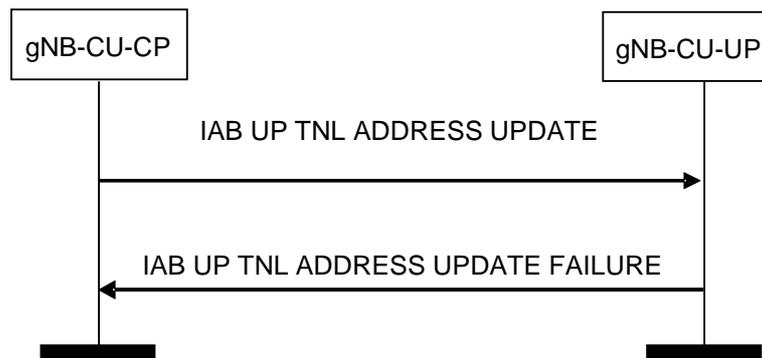 gNB-CU-CP
gNB-CU-UP
IAB UP TNL ADDRESS UPDATE
IAB UP TNL ADDRESS UPDATE FAILURE